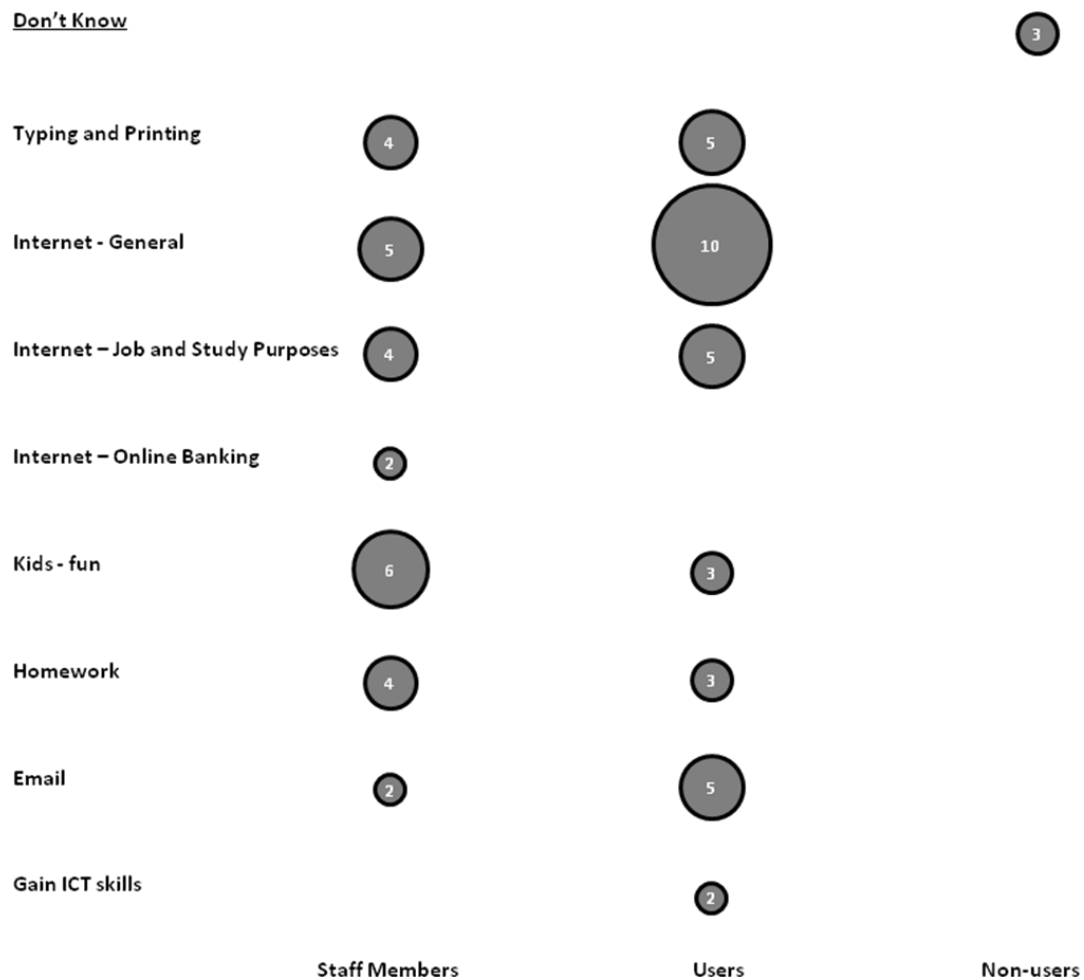 Don't Know 3
Typing and Printing 4 5
Internet - General 5 10
Internet – Job and Study Purposes 4 5
Internet – Online Banking 2
Kids - fun 6 3
Homework 4 3
Email 2 5
Gain ICT skills 2
Staff Members Users Non-users